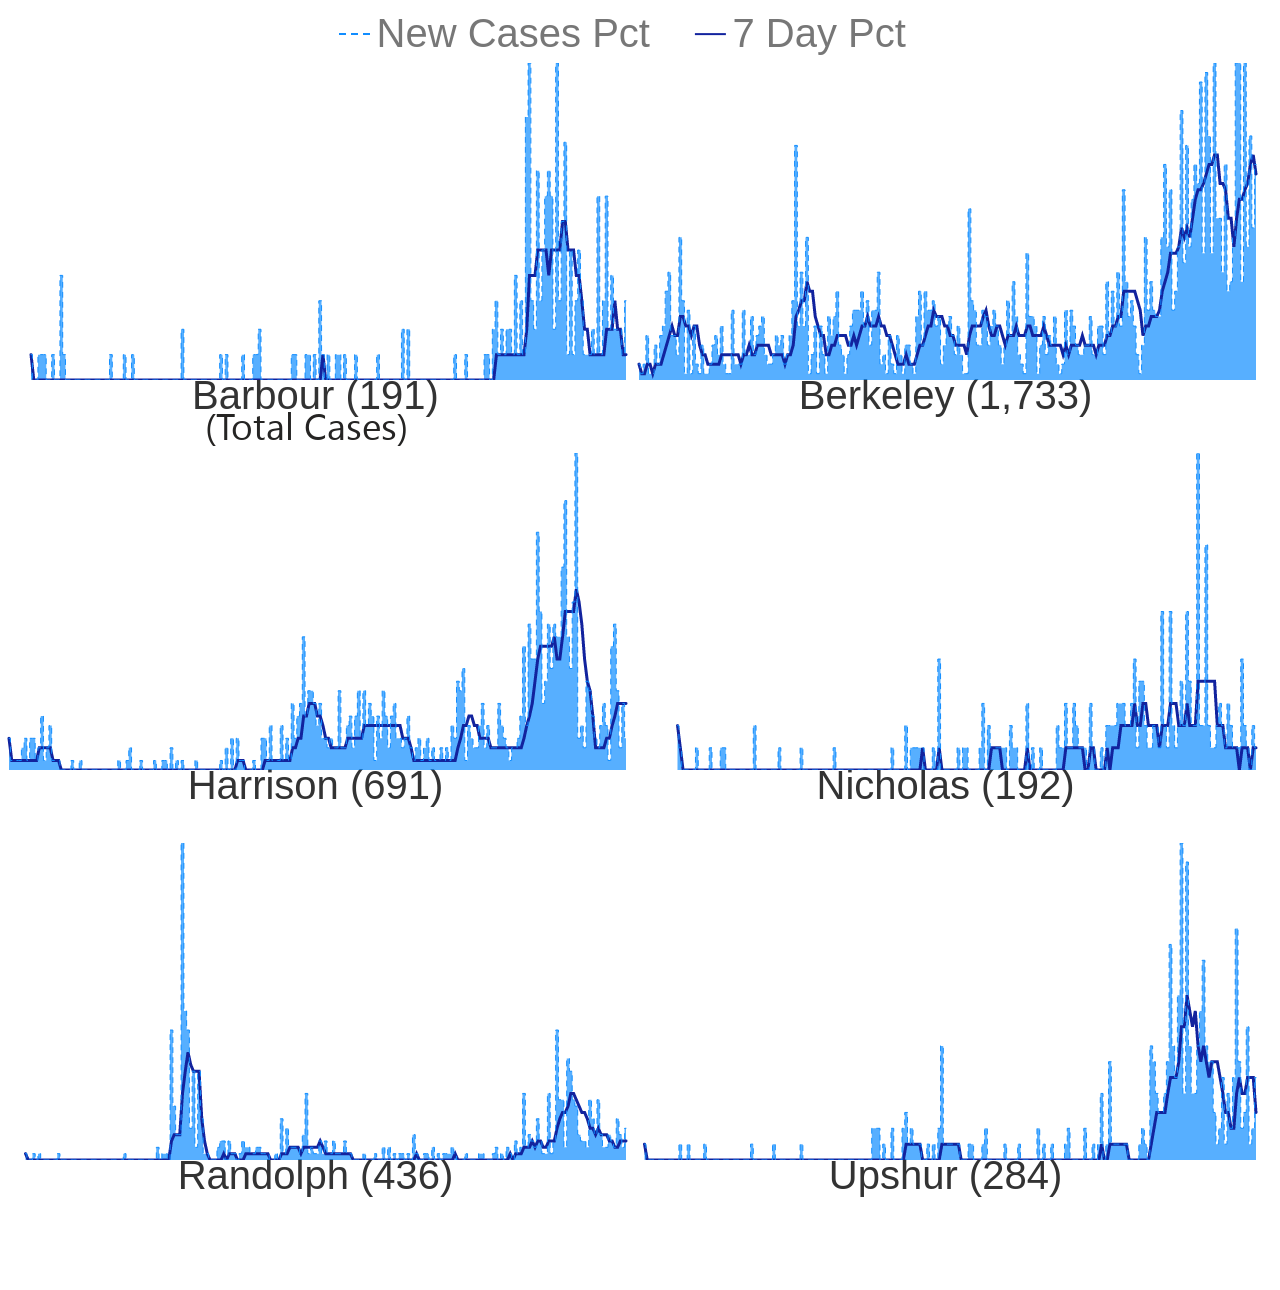 New Cases Pct 7 Day Pct
Barbour (191) Berkeley (1,733)
(Total Cases)
Harrison (691) Nicholas (192)
Randolph (436) Upshur (284)